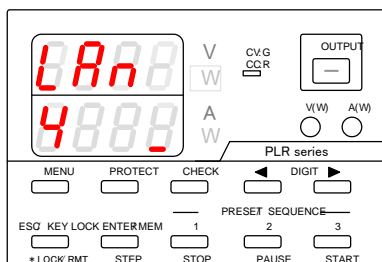 LAn V CV:G OUTPUT
W CC:R
4 _ A V(W) A(W)
W
PLR series
MENU PROTECT CHECK ◀ DIGIT ▶
PRESET/ SEQUENCE
ESC/ KEY LOCK ENTER/MEM 1 2 3
*LOCK/ RMT STEP STOP PAUSE START